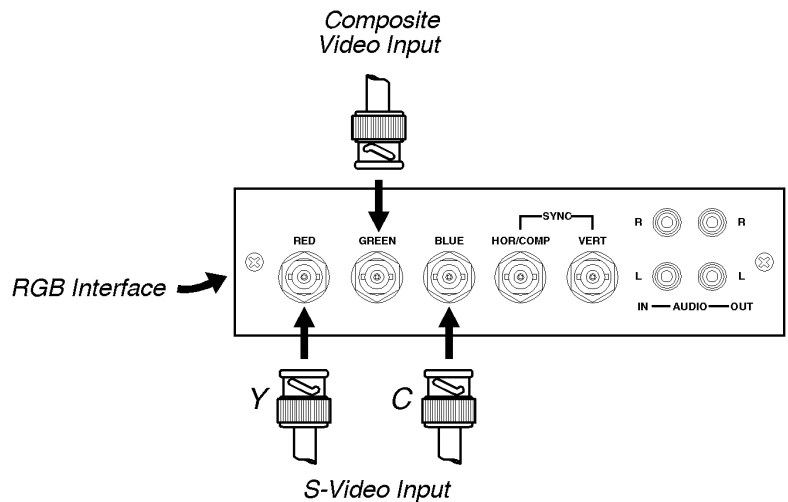 Composite
Video Input
SYNC
RED GREEN BLUE HOR/COMP VERT
R R
L L
IN AUDIO OUT
RGB Interface
Y C
S-Video Input